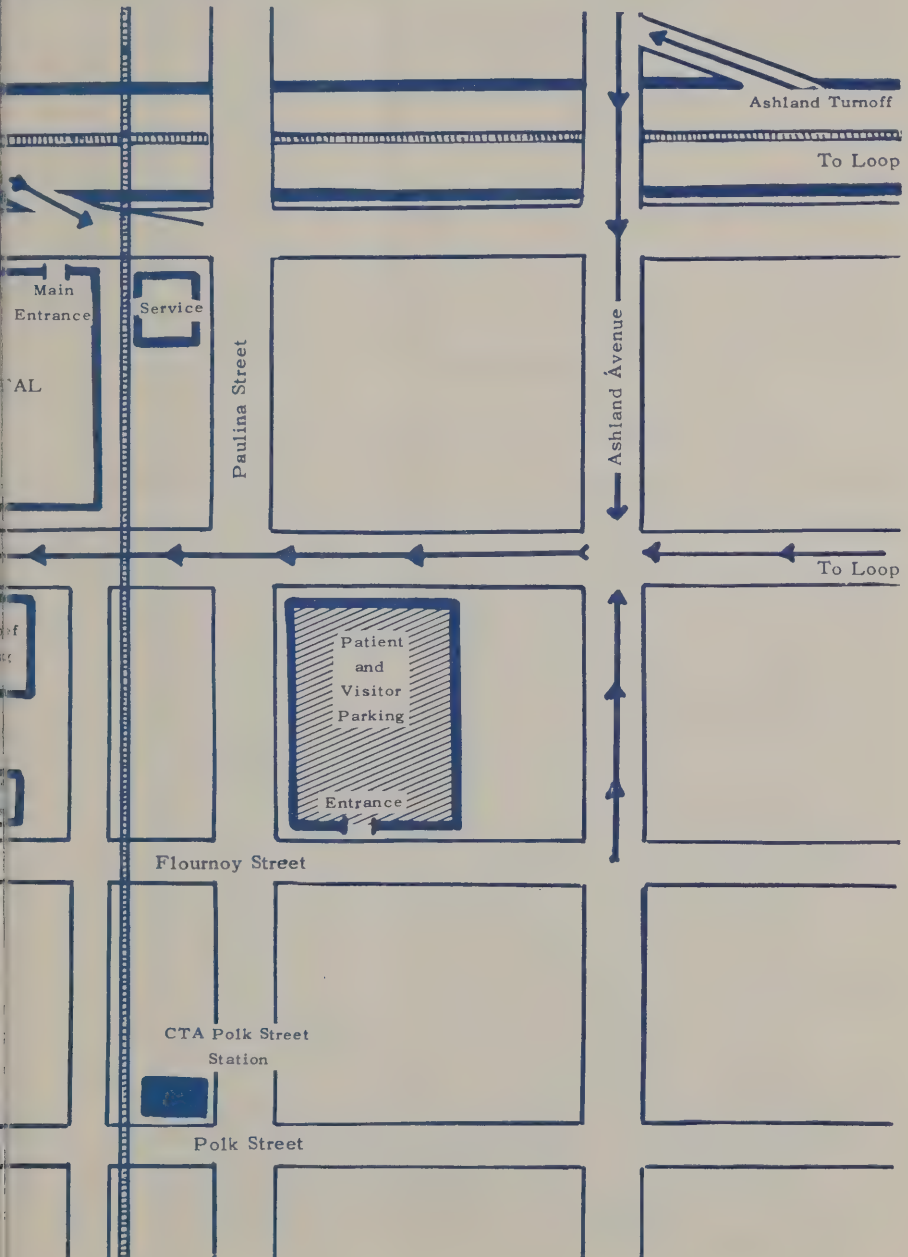 Ashland Turnoff
To Loop
Main
Entrance
Service
Paulina Street
Ashland Avenue
To Loop
Patient
and
Visitor
Parking
Entrance
Flournoy Street
CTA Polk Street
Station
Polk Street